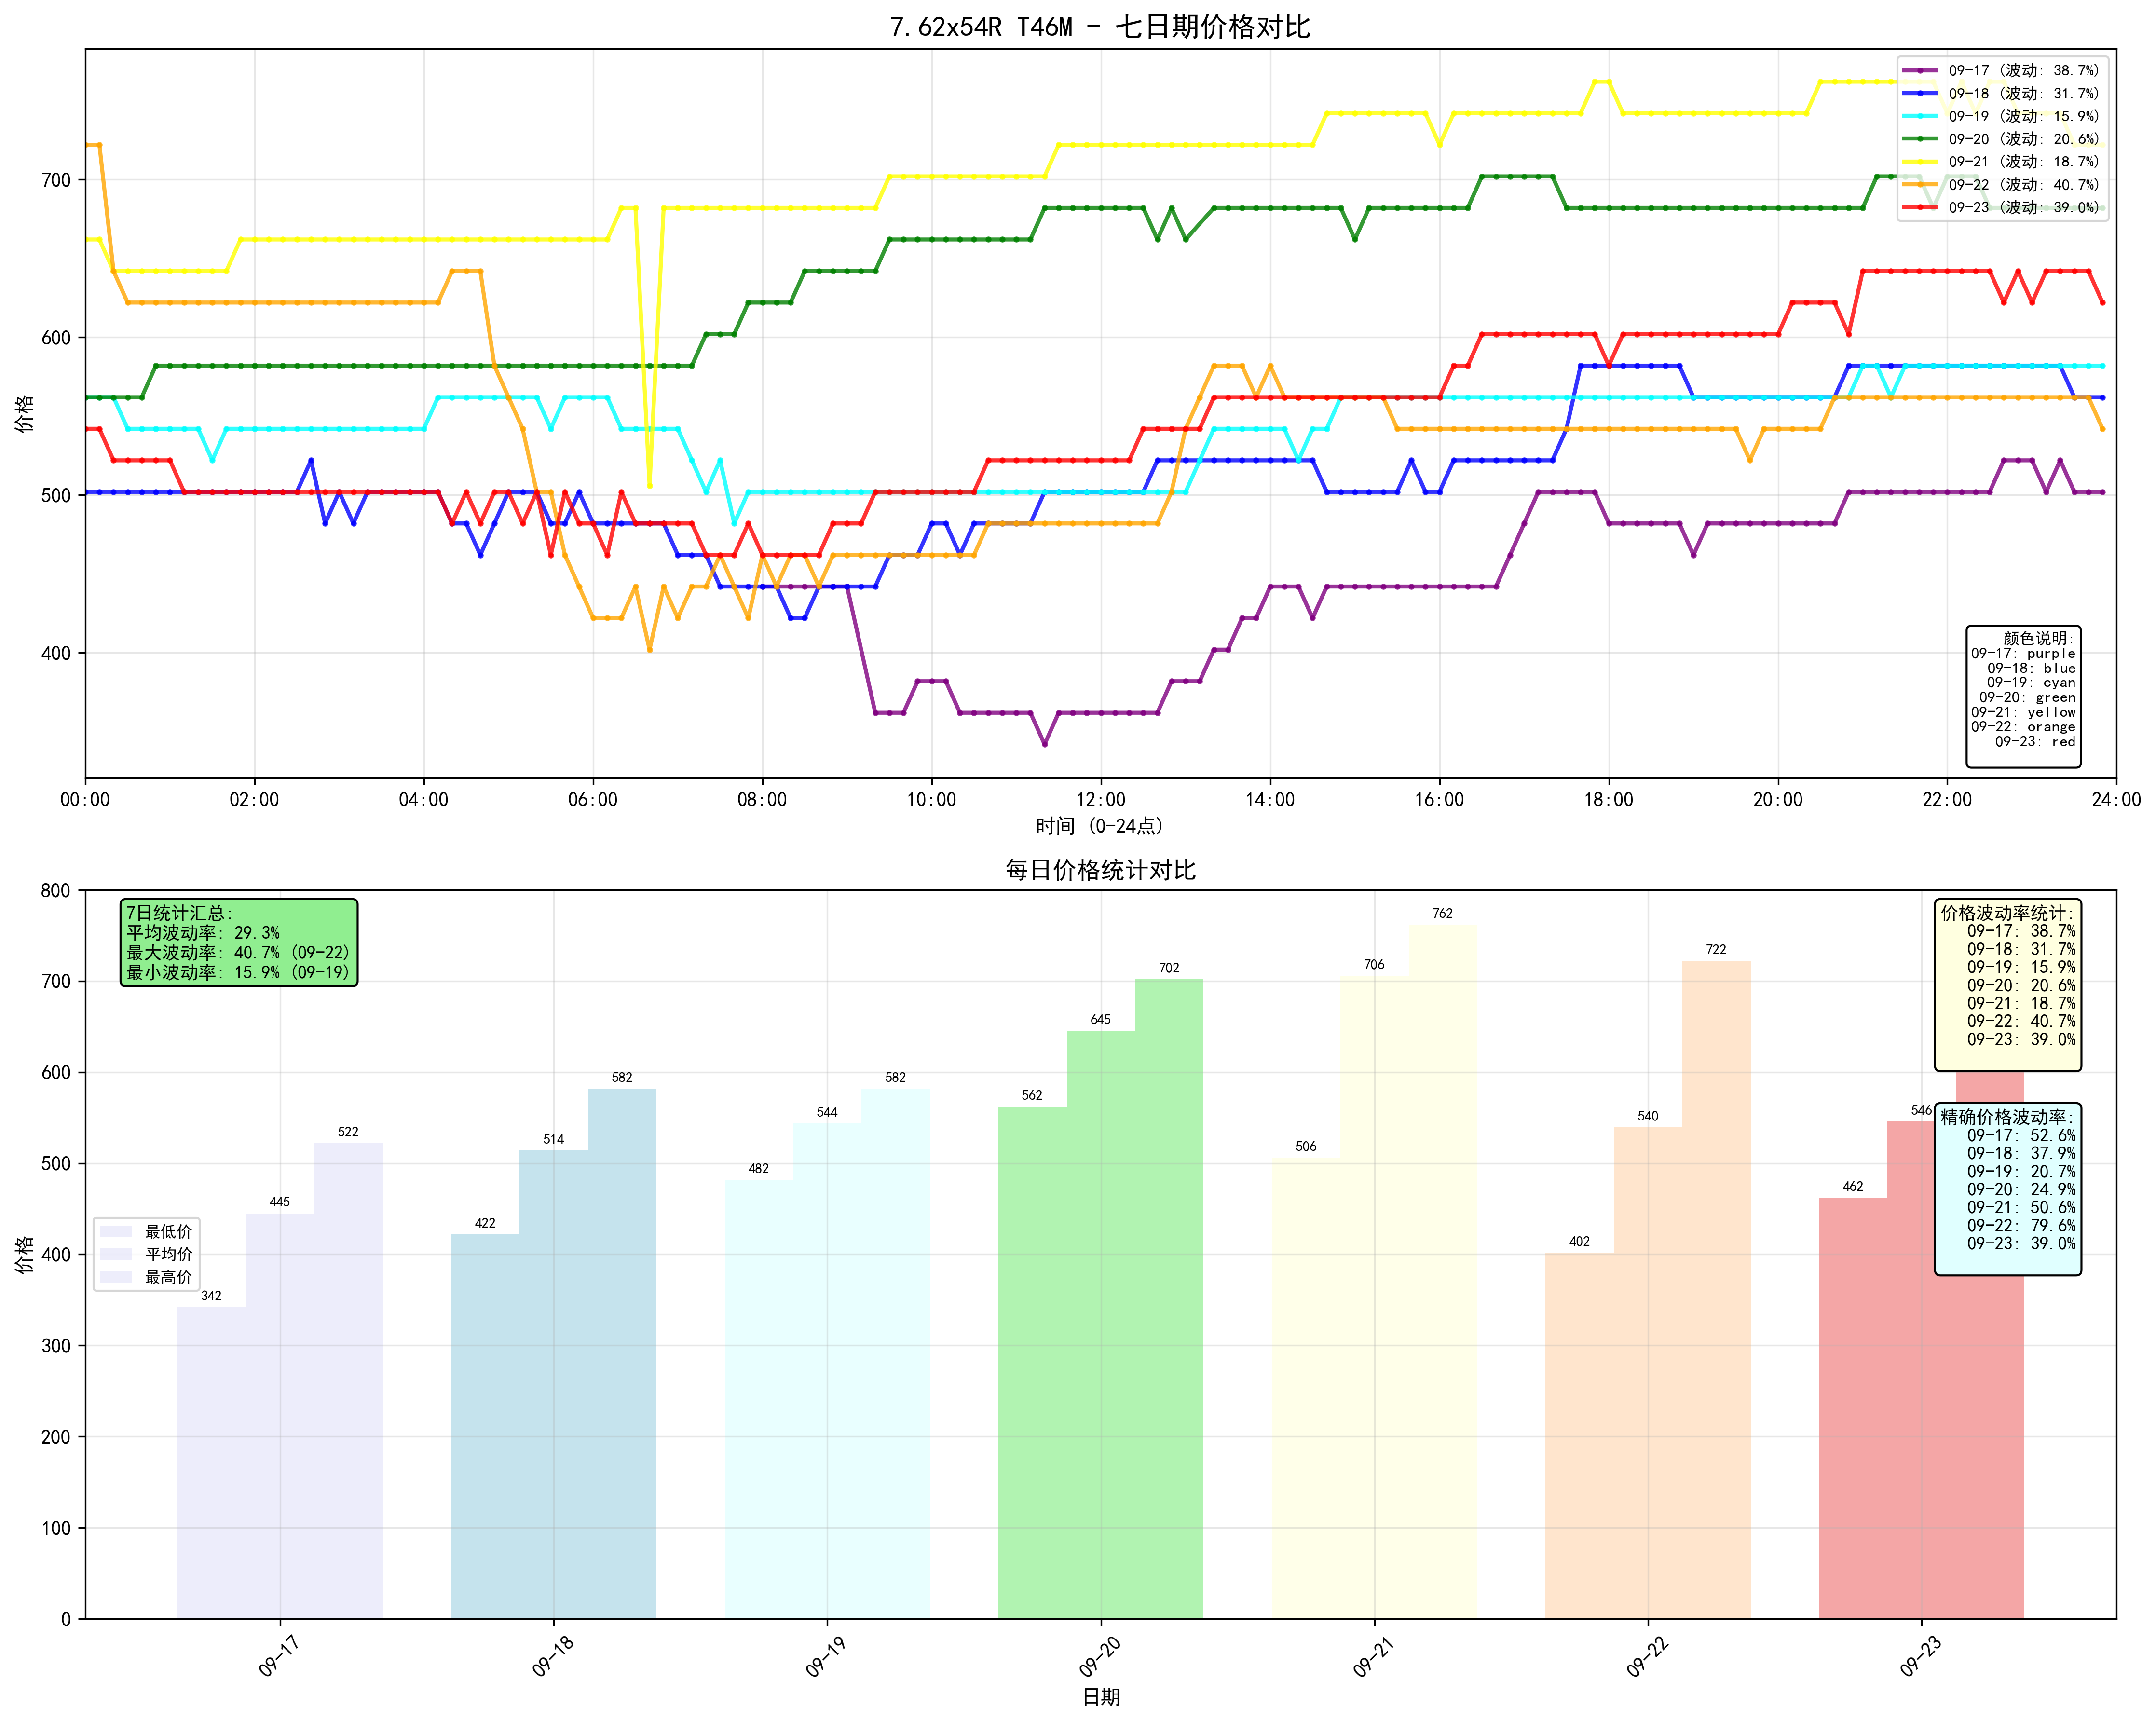 7.62x54R T46M - 七日期价格对比
价格
700
600
500
400
09-17 (波动: 38.7%)
09-18 (波动: 31.7%)
09-19 (波动: 15.9%)
09-20 (波动: 20.6%)
09-21 (波动: 18.7%)
09-22 (波动: 40.7%)
09-23 (波动: 39.0%)
颜色说明:
09-17: purple
09-18: blue
09-19: cyan
09-20: green
09-21: yellow
09-22: orange
09-23: red
00:00 02:00 04:00 06:00 08:00 10:00 12:00 14:00 16:00 18:00 20:00 22:00 24:00
时间 (0-24点)
每日价格统计对比
价格
800
700
600
500
400
300
200
100
0
7日统计汇总:
平均波动率: 29.3%
最大波动率: 40.7% (09-22)
最小波动率: 15.9% (09-19)
最低价
平均价
最高价
342
445
522
422
514
582
482
544
582
562
645
702
506
706
762
402
540
722
462
546
价格波动率统计:
09-17: 38.7%
09-18: 31.7%
09-19: 15.9%
09-20: 20.6%
09-21: 18.7%
09-22: 40.7%
09-23: 39.0%
精确价格波动率:
09-17: 52.6%
09-18: 37.9%
09-19: 20.7%
09-20: 24.9%
09-21: 50.6%
09-22: 79.6%
09-23: 39.0%
09-17 09-18 09-19 09-20 09-21 09-22 09-23
日期